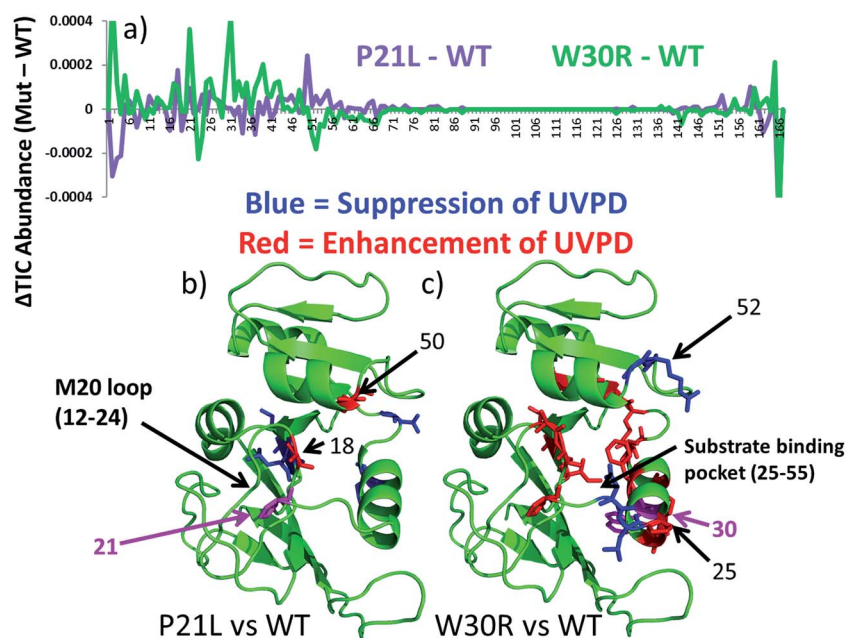 a)
P21L - WT
W30R - WT
ΔTIC Abundance (Mut – WT)
0.0004
0.0002
0
-0.0002
-0.0004
1 6 11 16 21 26 31 36 41 46 51 56 61 66 71 76 81 86 91 96 101 106 111 116 121 126 131 136 141 146 151 156 161 166
Blue = Suppression of UVPD
Red = Enhancement of UVPD
b)
c)
52
50
M20 loop
(12-24)
18
Substrate binding
pocket (25-55)
21
30
25
P21L vs WT
W30R vs WT